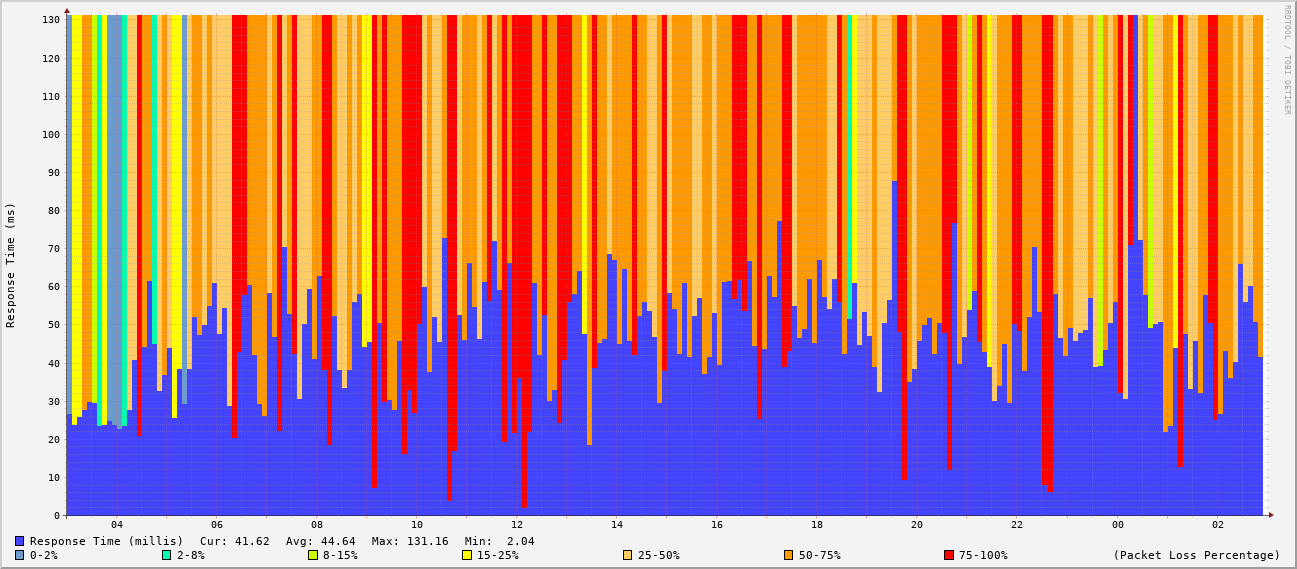 RRDTOOL / TOBI OETIKER
Response Time (ms)
130
120
110
100
90
80
70
60
50
40
30
20
10
0
04 06 08 10 12 14 16 18 20 22 00 02
Response Time (millis) Cur: 41.62 Avg: 44.64 Max: 131.16 Min: 2.04
0-2% 2-8% 8-15% 15-25% 25-50% 50-75% 75-100% (Packet Loss Percentage)